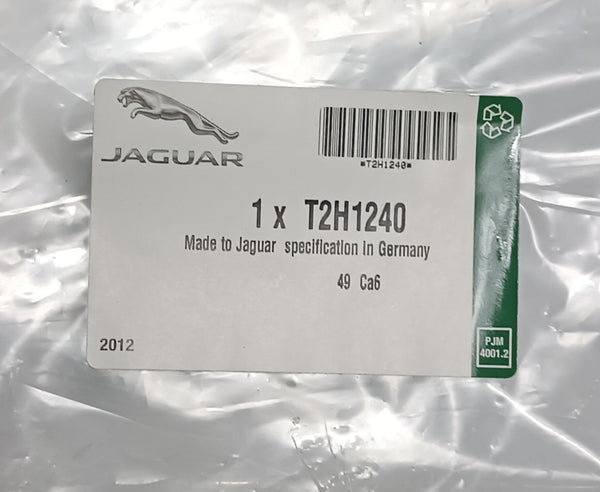 JAGUAR
*T2H1240*
1 x T2H1240
Made to Jaguar specification in Germany
49 Ca6
2012
PJM
4001.2